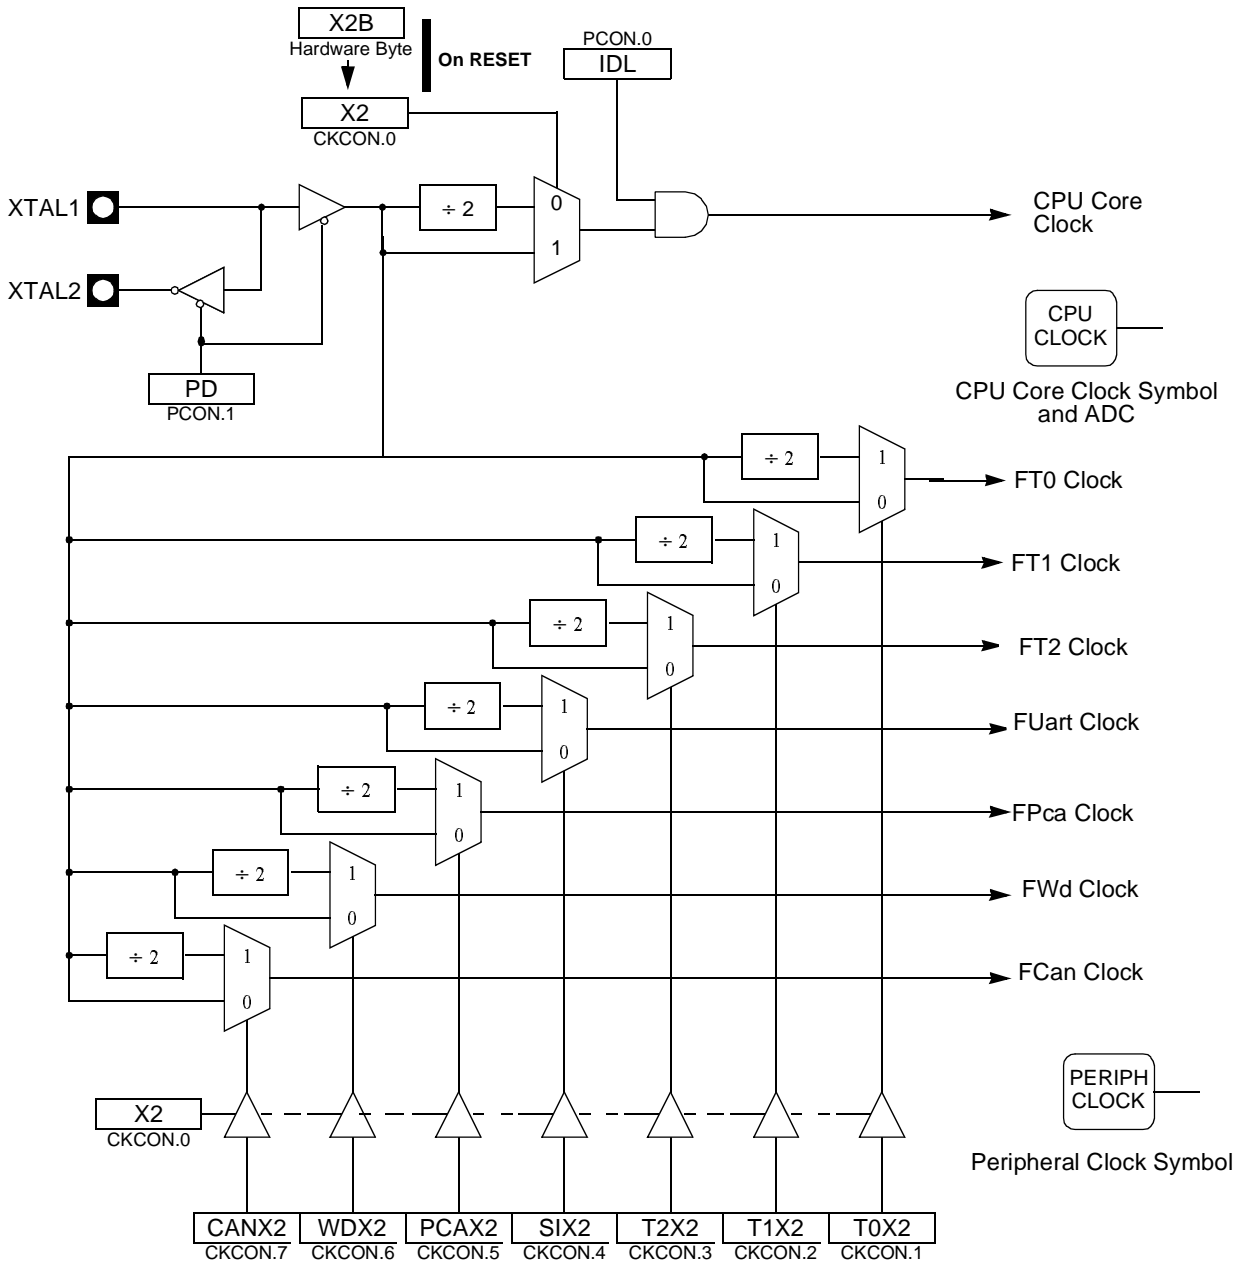 X2B
Hardware Byte
On RESET
PCON.0
IDL
X2
CKCON.0
XTAL1
÷ 2
0
1
CPU Core
Clock
XTAL2
CPU
CLOCK
PD
PCON.1
CPU Core Clock Symbol
and ADC
÷ 2
1
0
FT0 Clock
÷ 2
1
0
FT1 Clock
÷ 2
1
0
FT2 Clock
÷ 2
1
0
FUart Clock
÷ 2
1
0
FPca Clock
÷ 2
1
0
FWd Clock
÷ 2
1
0
FCan Clock
PERIPH
CLOCK
X2
CKCON.0
Peripheral Clock Symbol
CANX2
CKCON.7
WDX2
CKCON.6
PCAX2
CKCON.5
SIX2
CKCON.4
T2X2
CKCON.3
T1X2
CKCON.2
T0X2
CKCON.1